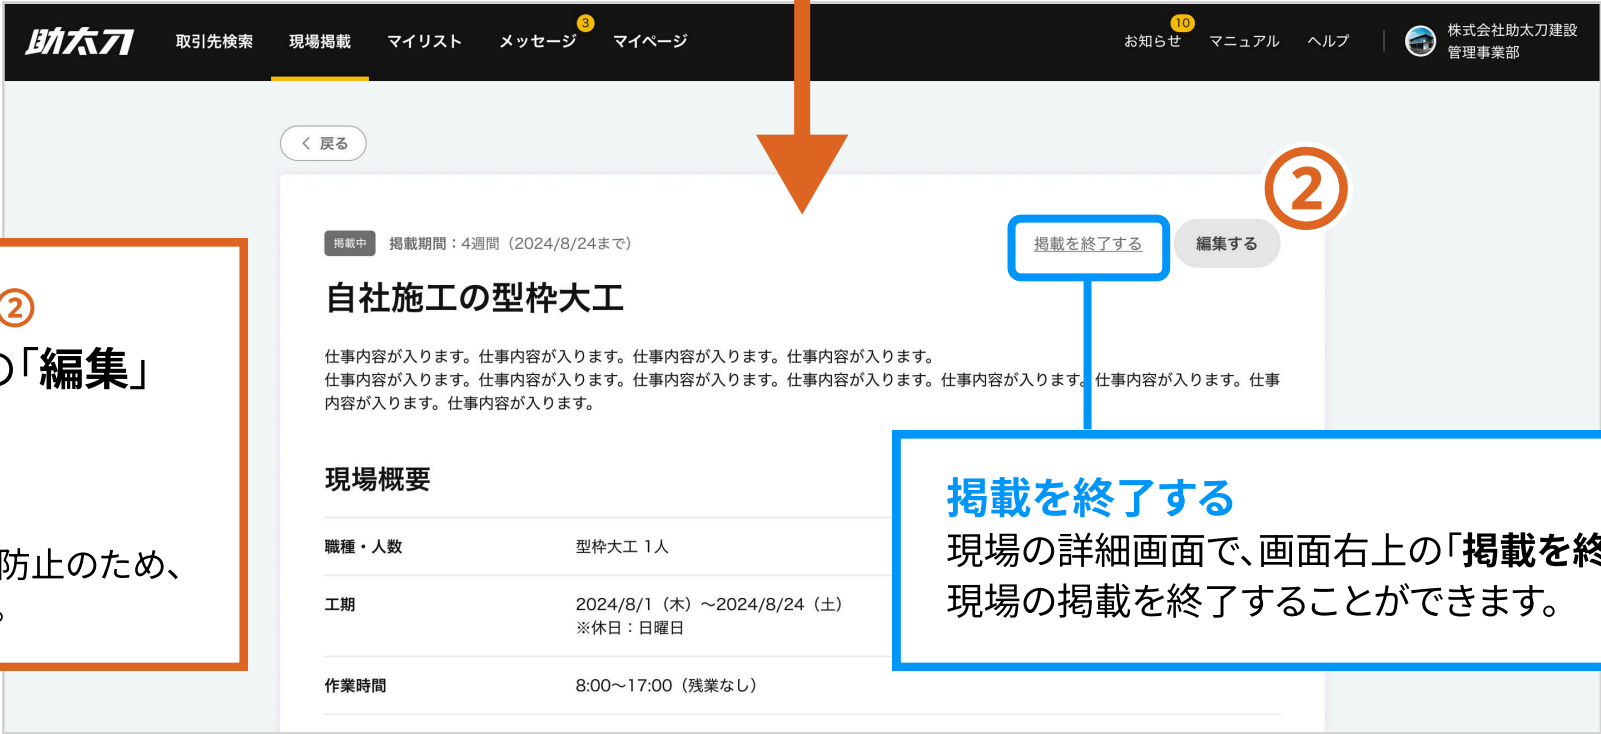 助太刀
取引先検索 現場掲載 マイリスト メッセージ 3 マイページ
お知らせ 10 マニュアル ヘルプ
株式会社助太刀建設
管理事業部
戻る
2
掲載中 掲載期間：4週間（2024/8/24まで）
掲載を終了する 編集する
自社施工の型枠大工
仕事内容が入ります。仕事内容が入ります。仕事内容が入ります。仕事内容が入ります。
仕事内容が入ります。仕事内容が入ります。仕事内容が入ります。仕事内容が入ります。仕事内容が入ります。仕事内容が入ります。仕事
内容が入ります。仕事内容が入ります。
現場概要
職種・人数 型枠大工 1人
工期 2024/8/1（木）〜2024/8/24（土）
※休日：日曜日
作業時間 8:00〜17:00（残業なし）
2
の「編集」
防止のため、
。
掲載を終了する
現場の詳細画面で、画面右上の「掲載を終
現場の掲載を終了することができます。